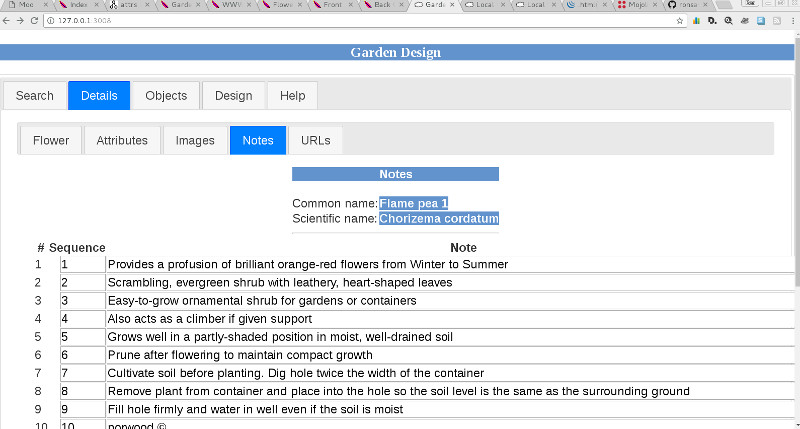 Moo
Index
attrs
Garde
WWW
Flowe
Front
Back
Garde
Local
Local
html:
Mojol
ronsa
127.0.0.1:3008
Garden Design
Search Details Objects Design Help
Flower Attributes Images Notes URLs
Notes
Common name: Flame pea 1
Scientific name: Chorizema cordatum
# Sequence Note
1 1 Provides a profusion of brilliant orange-red flowers from Winter to Summer
2 2 Scrambling, evergreen shrub with leathery, heart-shaped leaves
3 3 Easy-to-grow ornamental shrub for gardens or containers
4 4 Also acts as a climber if given support
5 5 Grows well in a partly-shaded position in moist, well-drained soil
6 6 Prune after flowering to maintain compact growth
7 7 Cultivate soil before planting. Dig hole twice the width of the container
8 8 Remove plant from container and place into the hole so the soil level is the same as the surrounding ground
9 9 Fill hole firmly and water in well even if the soil is moist
10 10 norwood ©